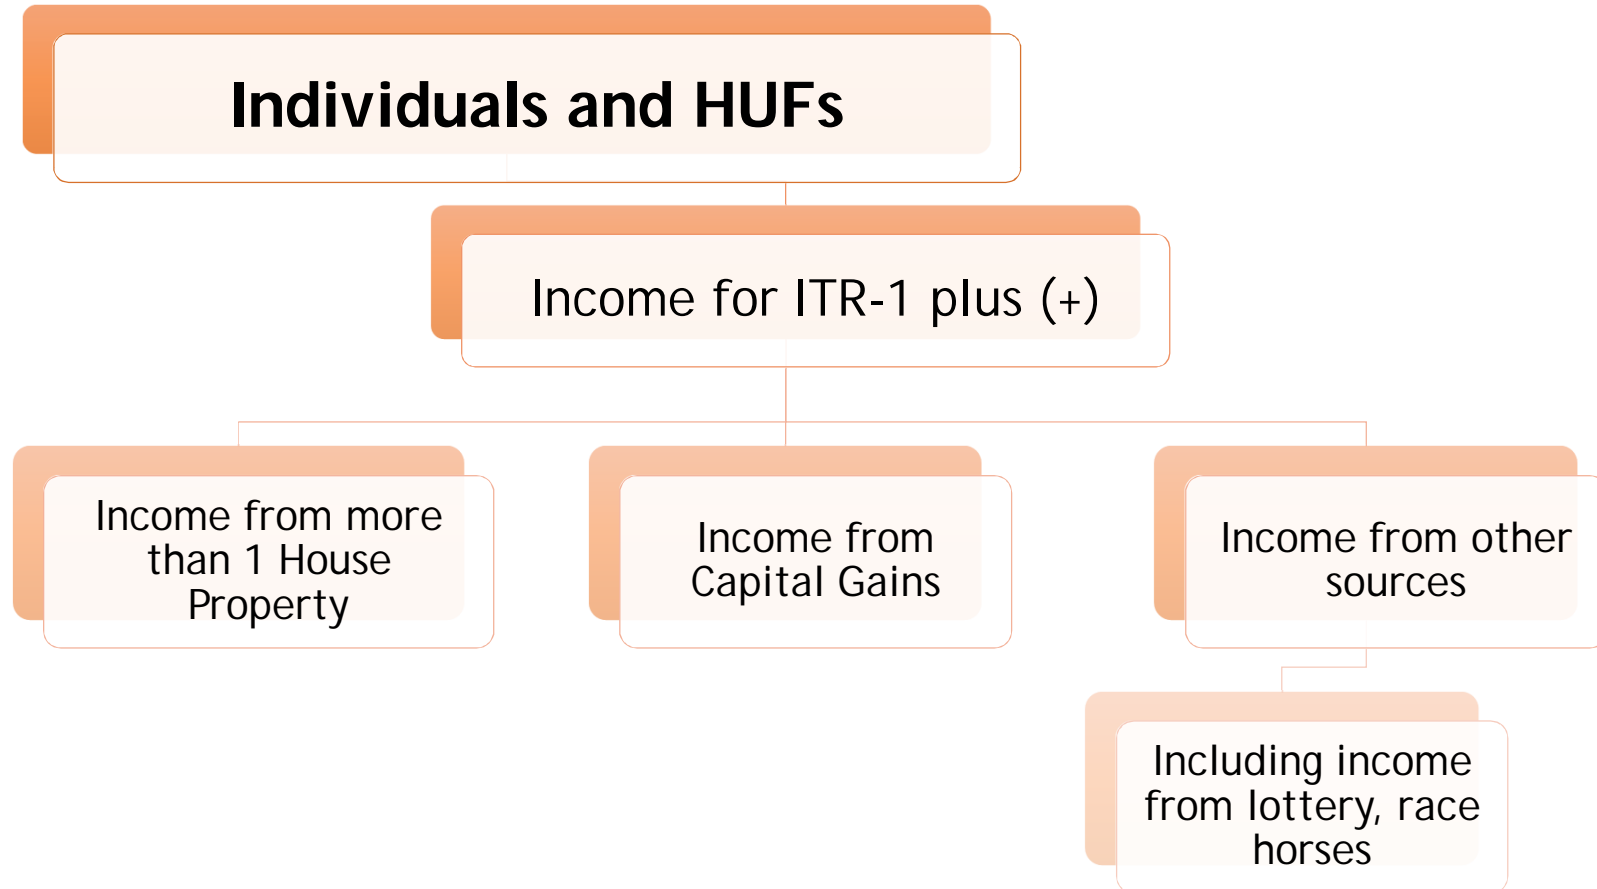 Individuals and HUFs
Income for ITR-1 plus (+)
Income from more
than 1 House
Property
Income from
Capital Gains
Income from other
sources
Including income
from lottery, race
horses